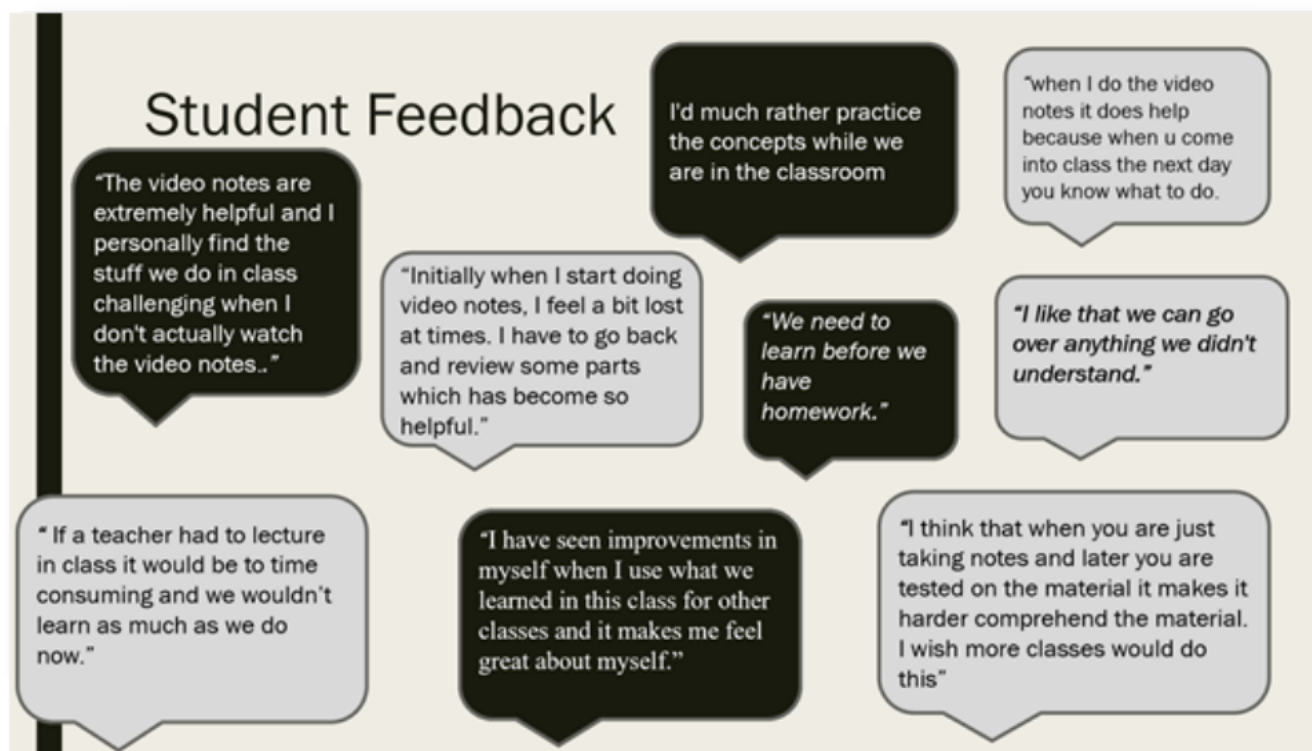 Student Feedback
I'd much rather practice
the concepts while we
are in the classroom
"when I do the video
notes it does help
because when u come
into class the next day
you know what to do.
"The video notes are
extremely helpful and I
personally find the
stuff we do in class
challenging when I
don't actually watch
the video notes.."
"Initially when I start doing
video notes, I feel a bit lost
at times. I have to go back
and review some parts
which has become so
helpful."
"We need to
learn before we
have
homework."
"I like that we can go
over anything we didn't
understand."
" If a teacher had to lecture
in class it would be to time
consuming and we wouldn't
learn as much as we do
now."
"I have seen improvements in
myself when I use what we
learned in this class for other
classes and it makes me feel
great about myself."
"I think that when you are just
taking notes and later you are
tested on the material it makes it
harder comprehend the material.
I wish more classes would do
this"